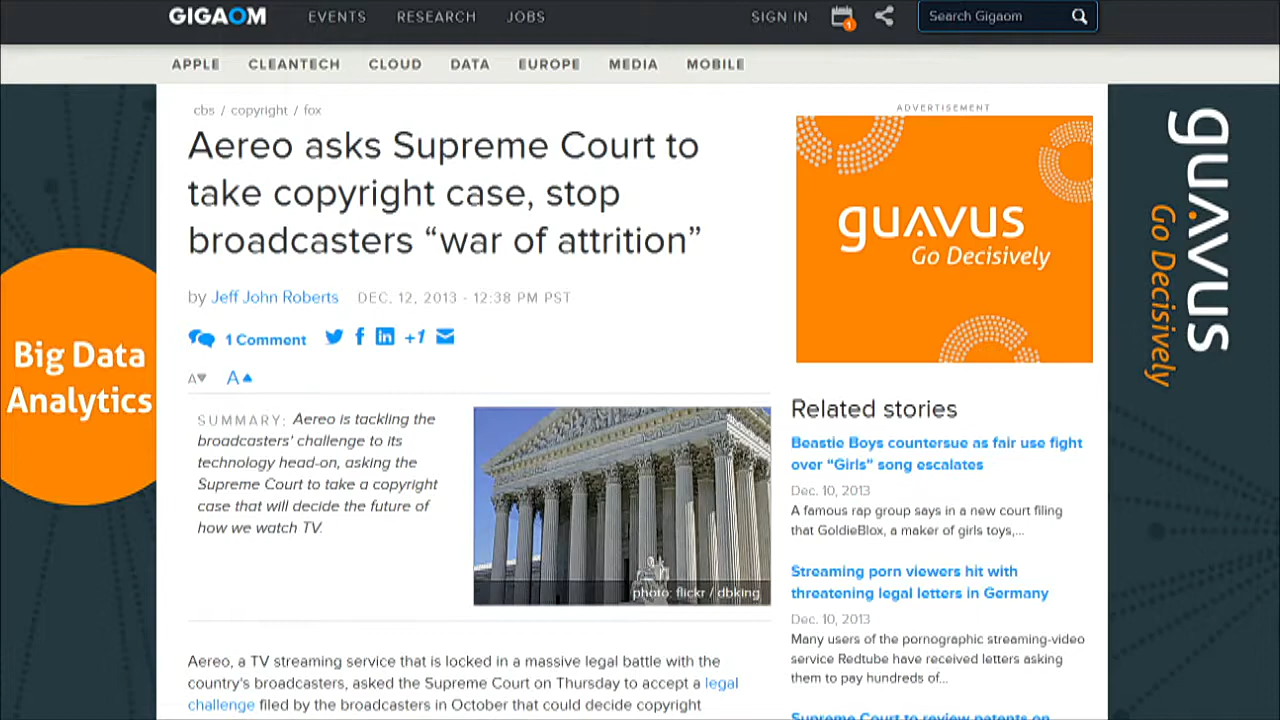 GIGAOM
EVENTS RESEARCH JOBS
SIGN IN
1
Search Gigaom
APPLE CLEANTECH CLOUD DATA EUROPE MEDIA MOBILE
Big Data
Analytics
cbs / copyright / fox
Aereo asks Supreme Court to
take copyright case, stop
broadcasters “war of attrition”
by Jeff John Roberts DEC. 12, 2013 - 12:38 PM PST
1 Comment
+1
A▼ A▲
SUMMARY: Aereo is tackling the
broadcasters' challenge to its
technology head-on, asking the
Supreme Court to take a copyright
case that will decide the future of
how we watch TV.
photo: flickr / dbking
Aereo, a TV streaming service that is locked in a massive legal battle with the
country's broadcasters, asked the Supreme Court on Thursday to accept a legal
challenge filed by the broadcasters in October that could decide copyright
ADVERTISEMENT
guavus
Go Decisively
Related stories
Beastie Boys countersue as fair use fight
over “Girls” song escalates
Dec. 10, 2013
A famous rap group says in a new court filing
that GoldieBlox, a maker of girls toys,...
Streaming porn viewers hit with
threatening legal letters in Germany
Dec. 10, 2013
Many users of the pornographic streaming-video
service Redtube have received letters asking
them to pay hundreds of...
Supreme Court to review patents on
guavus
Go Decisively